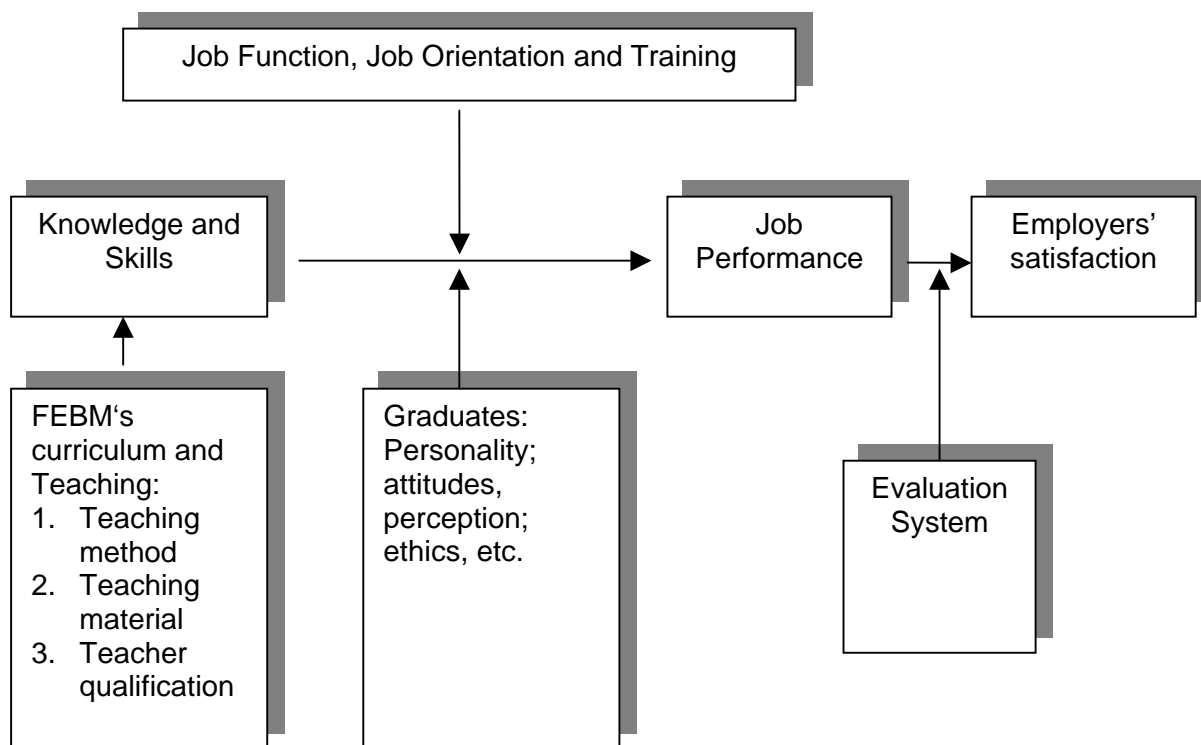 Job Function, Job Orientation and Training
Knowledge and
Skills
Job
Performance
Employers’
satisfaction
FEBM‘s
curriculum and
Teaching:
1. Teaching
method
2. Teaching
material
3. Teacher
qualification
Graduates:
Personality;
attitudes,
perception;
ethics, etc.
Evaluation
System